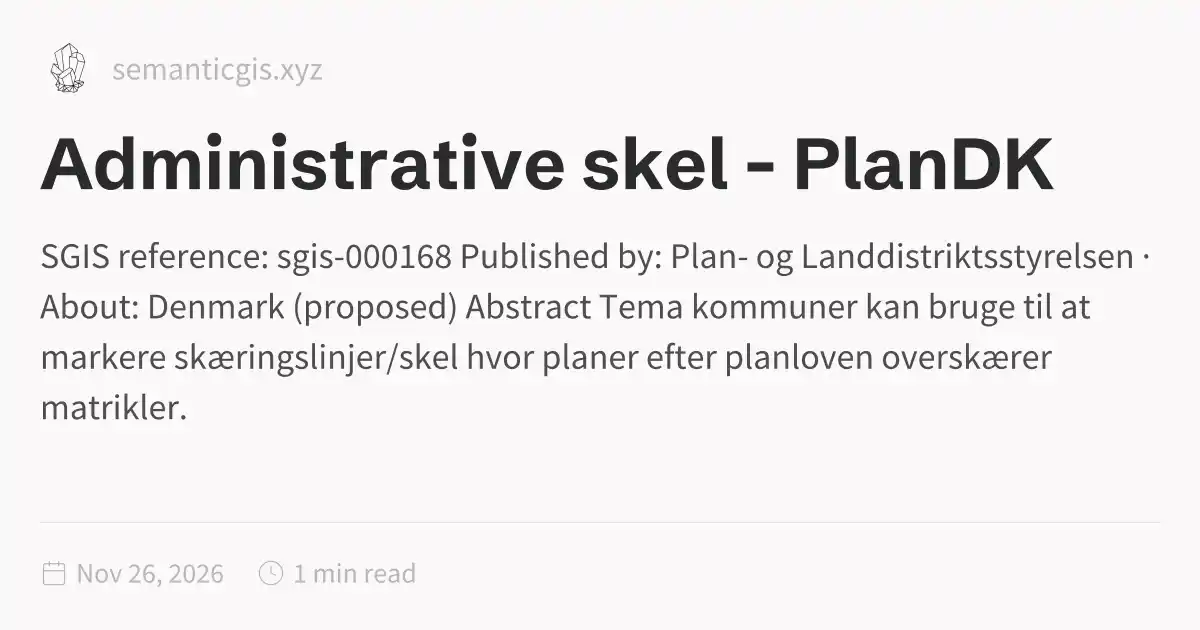 semanticgis.xyz
Administrative skel - PlanDK
SGIS reference: sgis-000168 Published by: Plan- og Landdistriktsstyrelsen ·
About: Denmark (proposed) Abstract Tema kommuner kan bruge til at
markere skæringslinjer/skel hvor planer efter planloven overskærer
matrikler.
Nov 26, 2026
1 min read